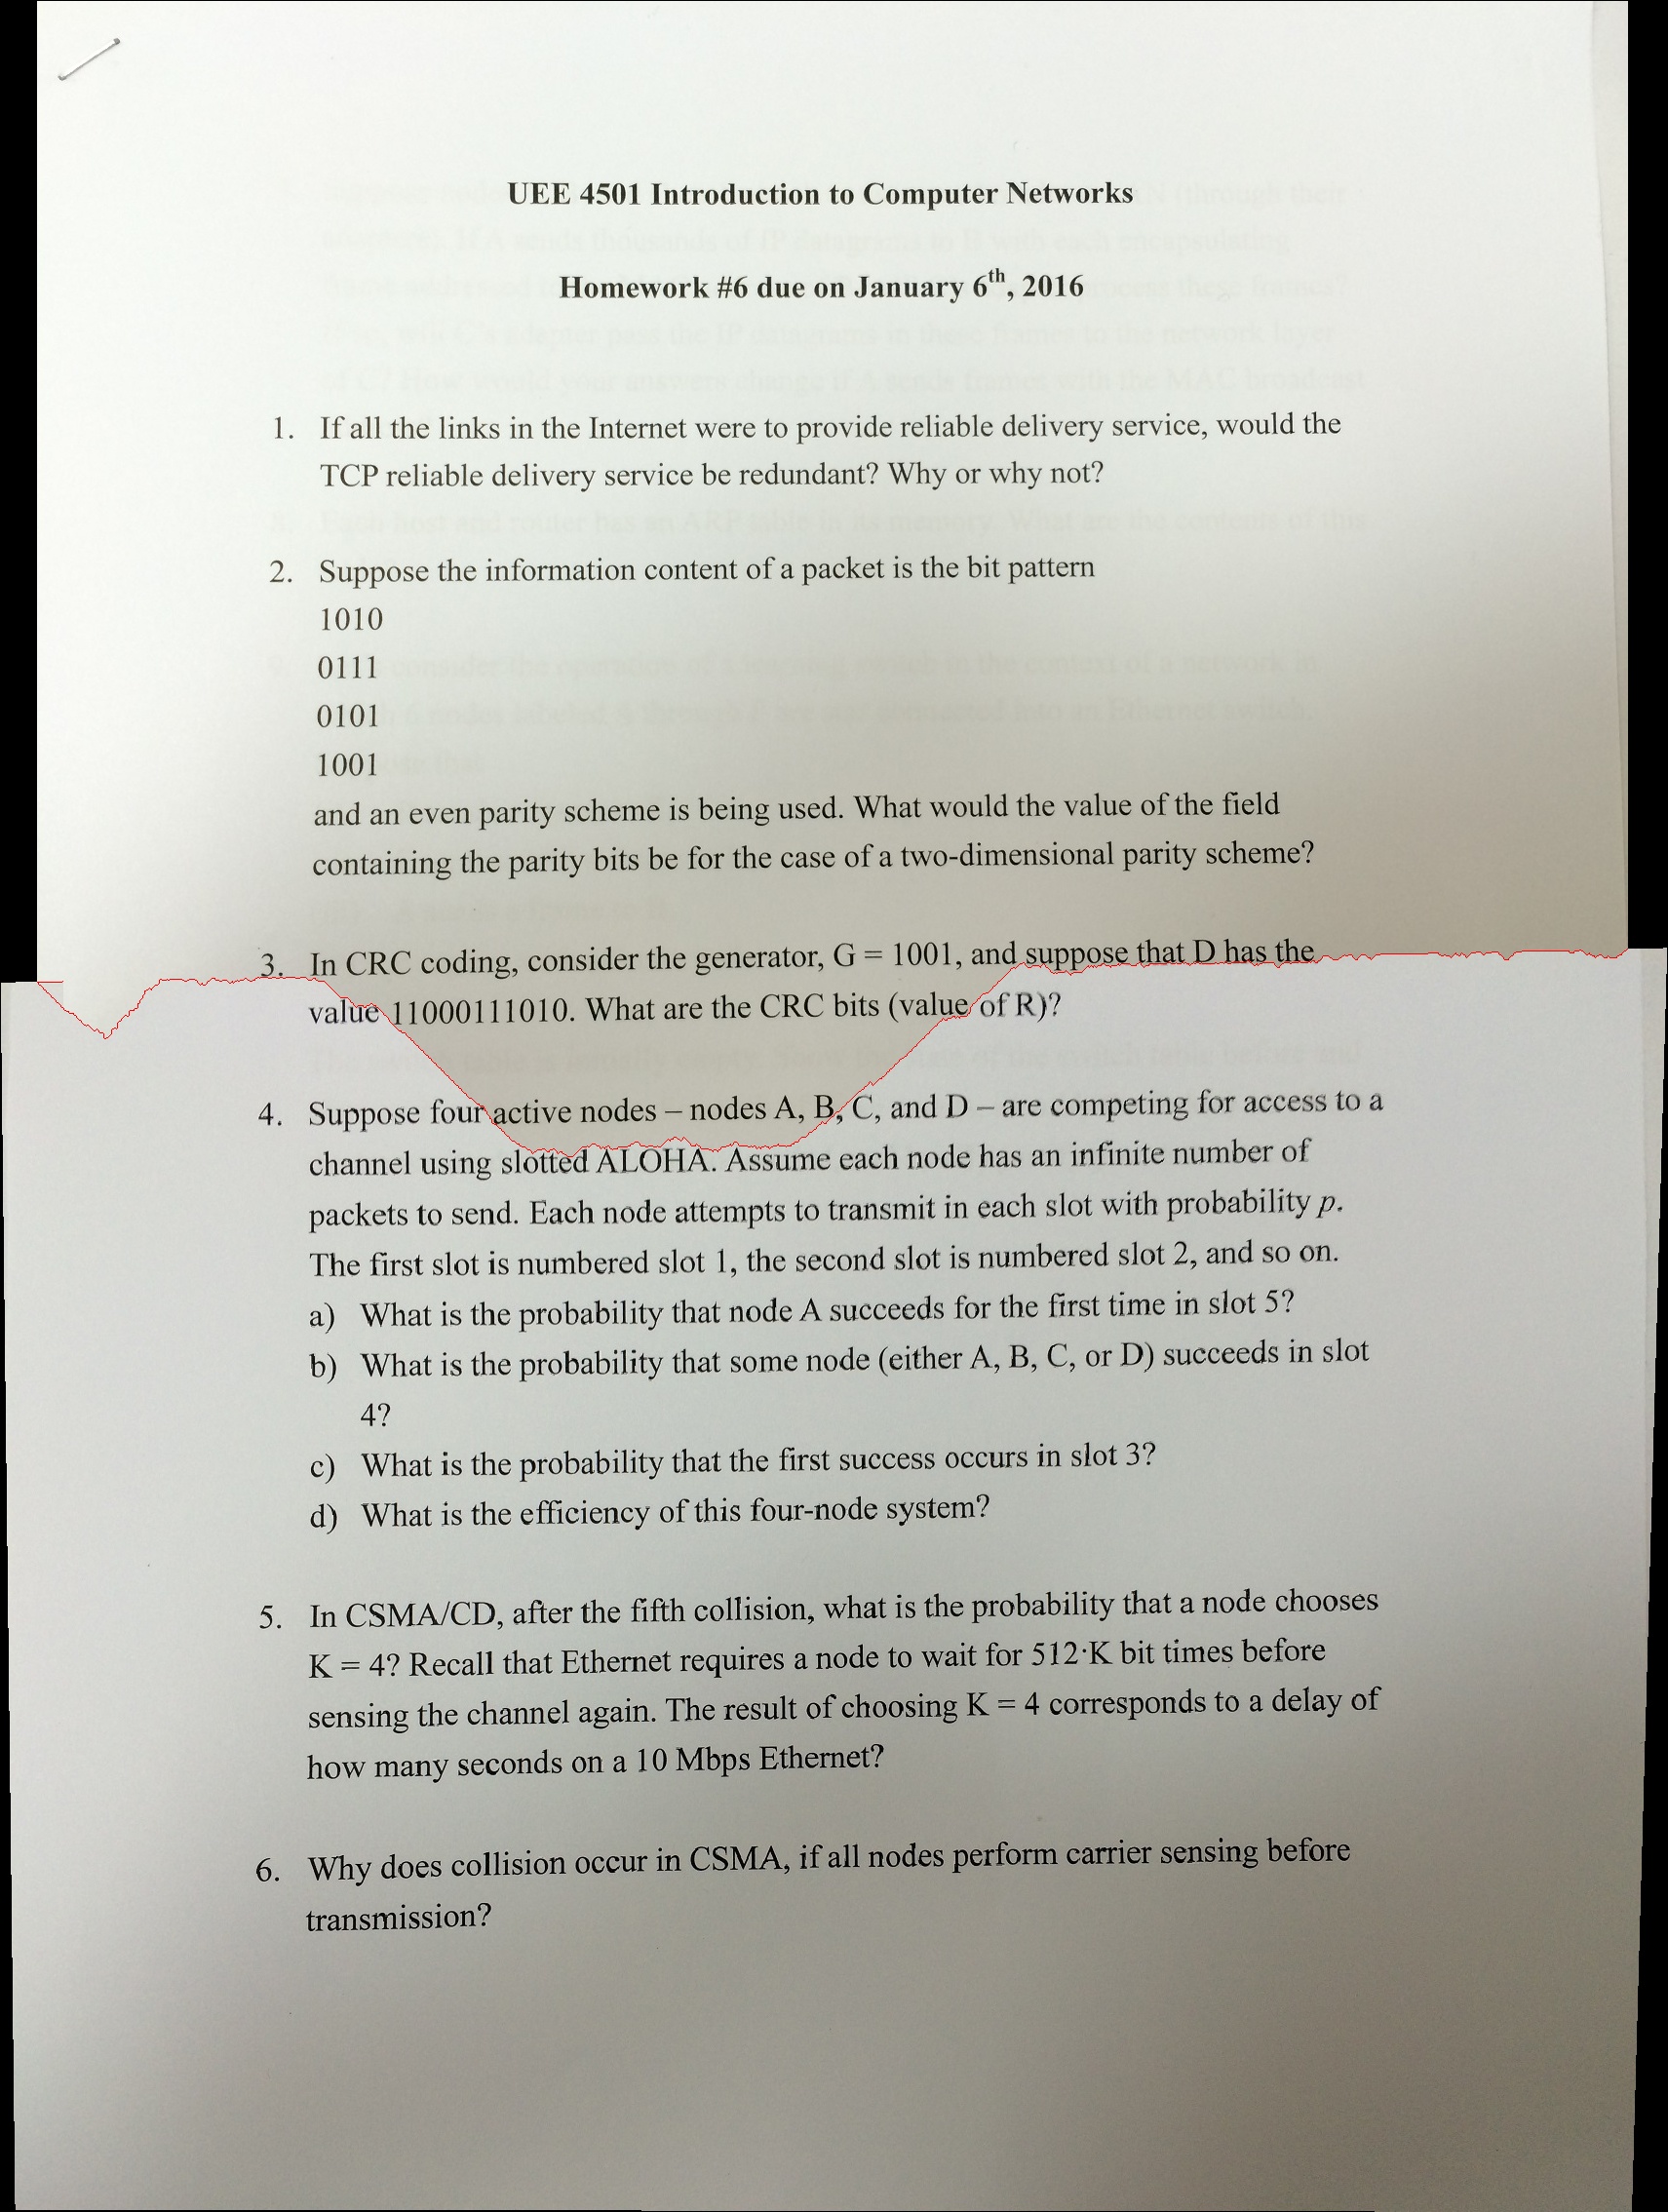 UEE 4501 Introduction to Computer Networks
Homework #6 due on January 6th, 2016
1. If all the links in the Internet were to provide reliable delivery service, would the
TCP reliable delivery service be redundant? Why or why not?
2. Suppose the information content of a packet is the bit pattern
1010
0111
0101
1001
and an even parity scheme is being used. What would the value of the field
containing the parity bits be for the case of a two-dimensional parity scheme?
3. In CRC coding, consider the generator, G = 1001, and suppose that D has the
value 11000111010. What are the CRC bits (value of R)?
4. Suppose four active nodes – nodes A, B, C, and D – are competing for access to a
channel using slotted ALOHA. Assume each node has an infinite number of
packets to send. Each node attempts to transmit in each slot with probability p.
The first slot is numbered slot 1, the second slot is numbered slot 2, and so on.
a) What is the probability that node A succeeds for the first time in slot 5?
b) What is the probability that some node (either A, B, C, or D) succeeds in slot
4?
c) What is the probability that the first success occurs in slot 3?
d) What is the efficiency of this four-node system?
5. In CSMA/CD, after the fifth collision, what is the probability that a node chooses
K = 4? Recall that Ethernet requires a node to wait for 512·K bit times before
sensing the channel again. The result of choosing K = 4 corresponds to a delay of
how many seconds on a 10 Mbps Ethernet?
6. Why does collision occur in CSMA, if all nodes perform carrier sensing before
transmission?